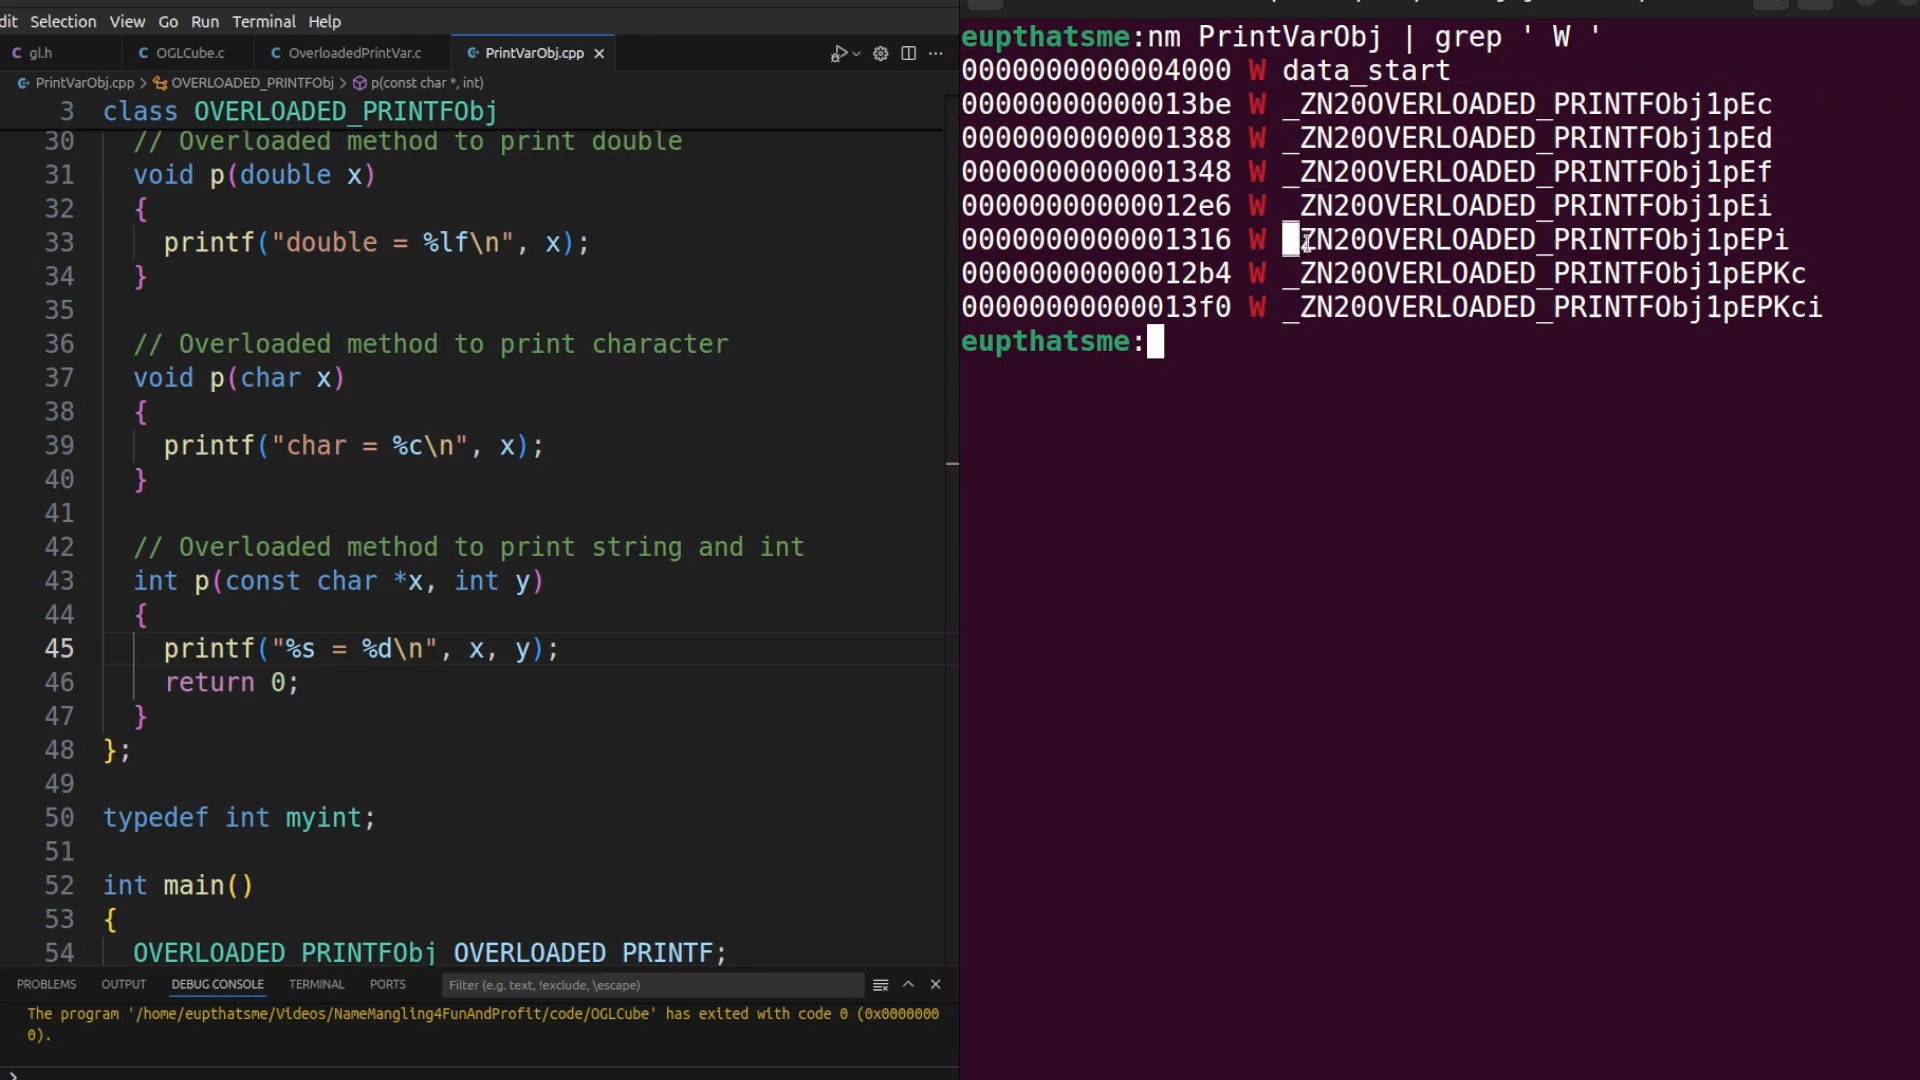 dit Selection View Go Run Terminal Help
C gl.h C OGLCube.c C OverloadedPrintVar.c PrintVarObj.cpp
PrintVarObj.cpp > OVERLOADED_PRINTFObj > p(const char *, int)
3 class OVERLOADED_PRINTFObj
30 // Overloaded method to print double
31 void p(double x)
32 {
33 printf("double = %lf\n", x);
34 }
35
36 // Overloaded method to print character
37 void p(char x)
38 {
39 printf("char = %c\n", x);
40 }
41
42 // Overloaded method to print string and int
43 int p(const char *x, int y)
44 {
45 printf("%s = %d\n", x, y);
46 return 0;
47 }
48 };
49
50 typedef int myint;
51
52 int main()
53 {
54 OVERLOADED_PRINTFObj OVERLOADED_PRINTF;
PROBLEMS OUTPUT DEBUG CONSOLE TERMINAL PORTS Filter (e.g. text, !exclude, \escape)
The program '/home/eupthatsme/Videos/NameMangling4FunAndProfit/code/OGLCube' has exited with code 0 (0x0000000
0).
>
eupthatsme:nm PrintVarObj | grep ' W '
0000000000004000 W data_start
00000000000013be W _ZN20OVERLOADED_PRINTFObj1pEc
0000000000001388 W _ZN20OVERLOADED_PRINTFObj1pEd
0000000000001348 W _ZN20OVERLOADED_PRINTFObj1pEf
00000000000012e6 W _ZN20OVERLOADED_PRINTFObj1pEi
0000000000001316 W _ZN20OVERLOADED_PRINTFObj1pEPi
00000000000012b4 W _ZN20OVERLOADED_PRINTFObj1pEPKc
00000000000013f0 W _ZN20OVERLOADED_PRINTFObj1pEPKci
eupthatsme: